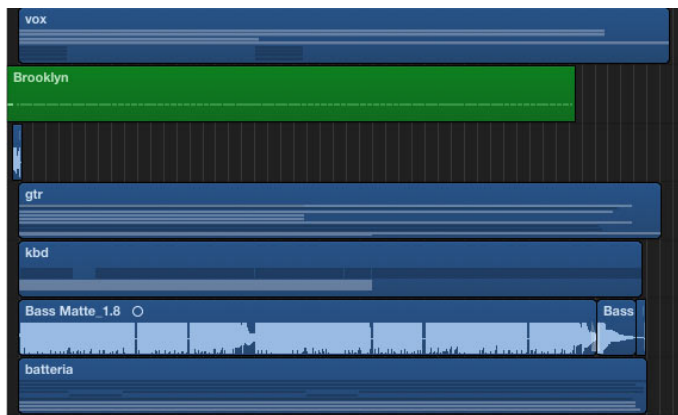 vox
Brooklyn
gtr
kbd
Bass Matte_1.8 Bass
batteria